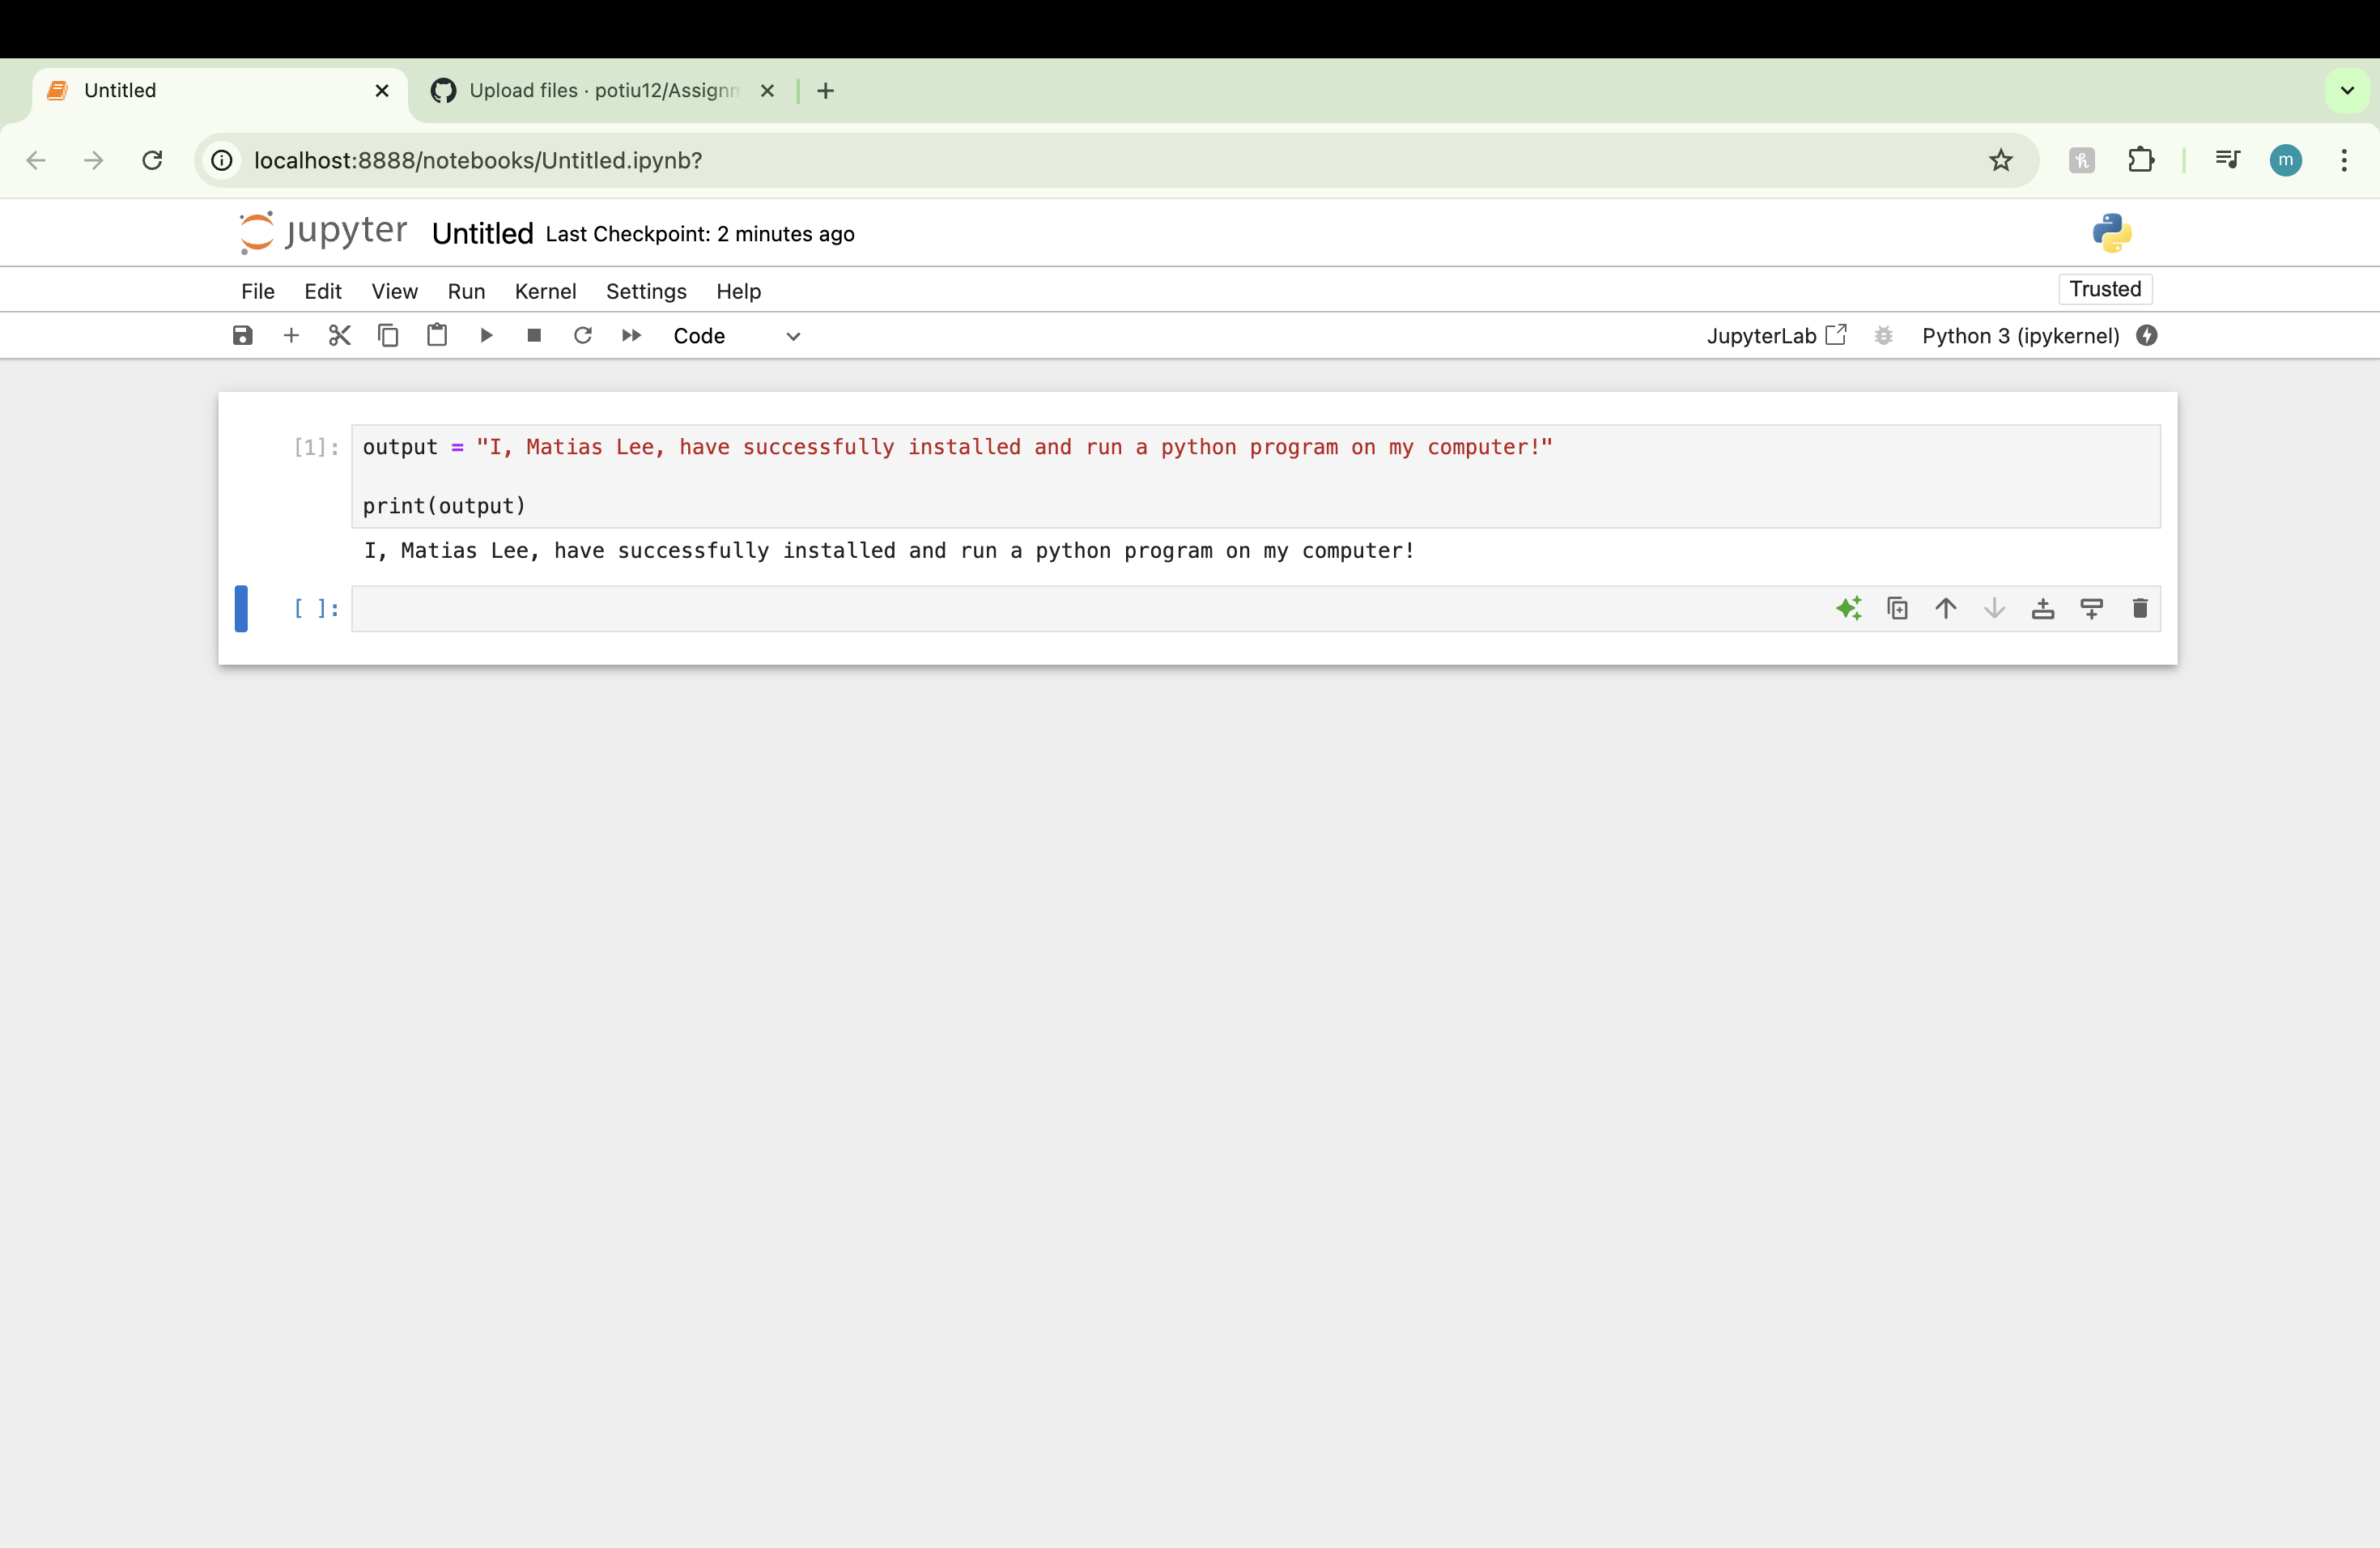 Untitled
Upload files · potiu12/Assignm
localhost:8888/notebooks/Untitled.ipynb?
m
jupyter Untitled Last Checkpoint: 2 minutes ago
File Edit View Run Kernel Settings Help Trusted
Code JupyterLab Python 3 (ipykernel)
[1]: output = "I, Matias Lee, have successfully installed and run a python program on my computer!"
print(output)
I, Matias Lee, have successfully installed and run a python program on my computer!
[ ]: